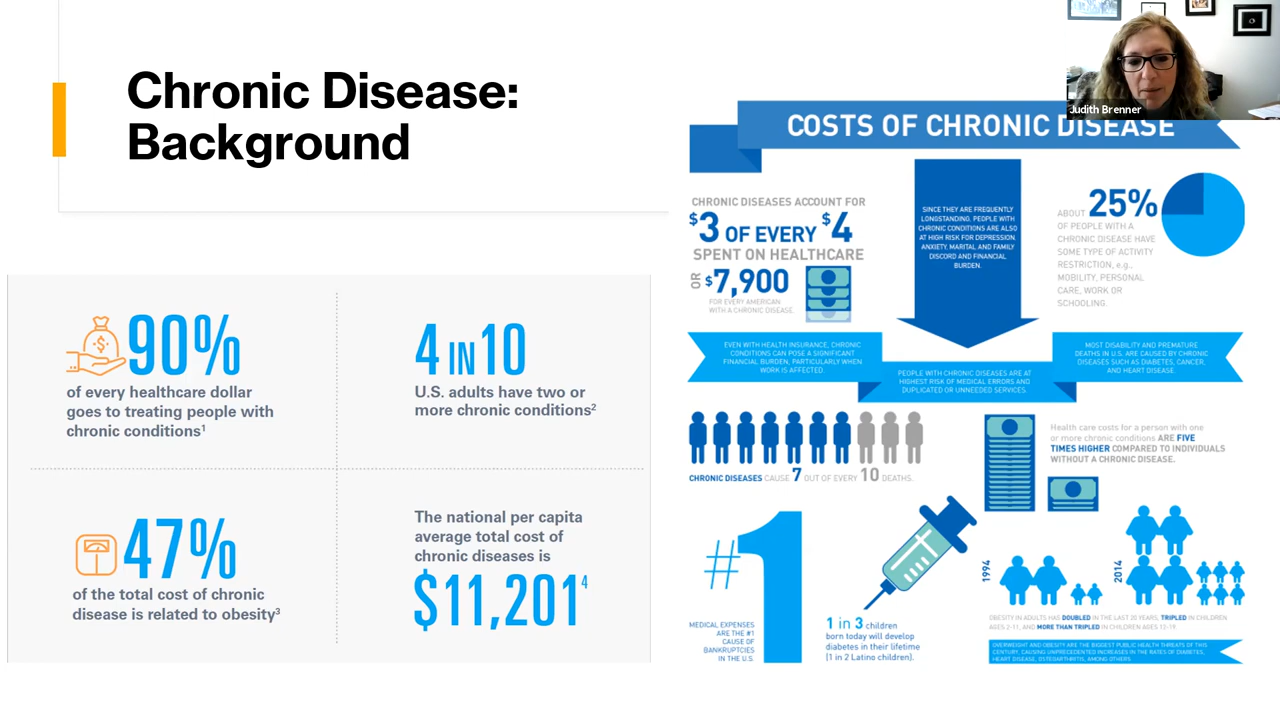 Chronic Disease:
Background
90%
of every healthcare dollar
goes to treating people with
chronic conditions1
4 IN 10
U.S. adults have two or
more chronic conditions2
47%
of the total cost of chronic
disease is related to obesity3
The national per capita
average total cost of
chronic diseases is
$11,2014
Judith Brenner
COSTS OF CHRONIC DISEASE
CHRONIC DISEASES ACCOUNT FOR
$3 OF EVERY $4
SPENT ON HEALTHCARE
OR $7,900
FOR EVERY AMERICAN
WITH A CHRONIC DISEASE.
SINCE THEY ARE FREQUENTLY
LONGSTANDING, PEOPLE WITH
CHRONIC CONDITIONS ARE ALSO
AT HIGH RISK FOR DEPRESSION,
ANXIETY, MARITAL AND FAMILY
DISCORD AND FINANCIAL
BURDEN.
ABOUT 25%
OF PEOPLE WITH A
CHRONIC DISEASE HAVE
SOME TYPE OF ACTIVITY
RESTRICTION, e.g.,
MOBILITY, PERSONAL
CARE, WORK OR
SCHOOLING.
EVEN WITH HEALTH INSURANCE, CHRONIC
CONDITIONS CAN POSE A SIGNIFICANT
FINANCIAL BURDEN, PARTICULARLY WHEN
WORK IS AFFECTED.
PEOPLE WITH CHRONIC DISEASES ARE AT
HIGHEST RISK OF MEDICAL ERRORS AND
DUPLICATED OR UNNEEDED SERVICES.
MOST DISABILITY AND PREMATURE
DEATHS IN U.S. ARE CAUSED BY CHRONIC
DISEASES SUCH AS DIABETES, CANCER,
AND HEART DISEASE.
CHRONIC DISEASES CAUSE 7 OUT OF EVERY 10 DEATHS.
Health care costs for a person with one
or more chronic conditions ARE FIVE
TIMES HIGHER COMPARED TO INDIVIDUALS
WITHOUT A CHRONIC DISEASE.
#1
MEDICAL EXPENSES
ARE THE #1
CAUSE OF
BANKRUPTCIES
IN THE U.S.
1 in 3 children
born today will develop
diabetes in their lifetime
(1 in 2 Latino children).
1994
2014
OBESITY IN ADULTS HAS DOUBLED IN THE LAST 20 YEARS, TRIPLED IN CHILDREN
AGES 2-11, AND MORE THAN TRIPLED IN CHILDREN AGES 12-19.
OVERWEIGHT AND OBESITY ARE THE BIGGEST PUBLIC HEALTH THREATS OF THIS
CENTURY, CAUSING UNPRECEDENTED INCREASES IN THE RATES OF DIABETES,
HEART DISEASE, OSTEOARTHRITIS, AMONG OTHERS.